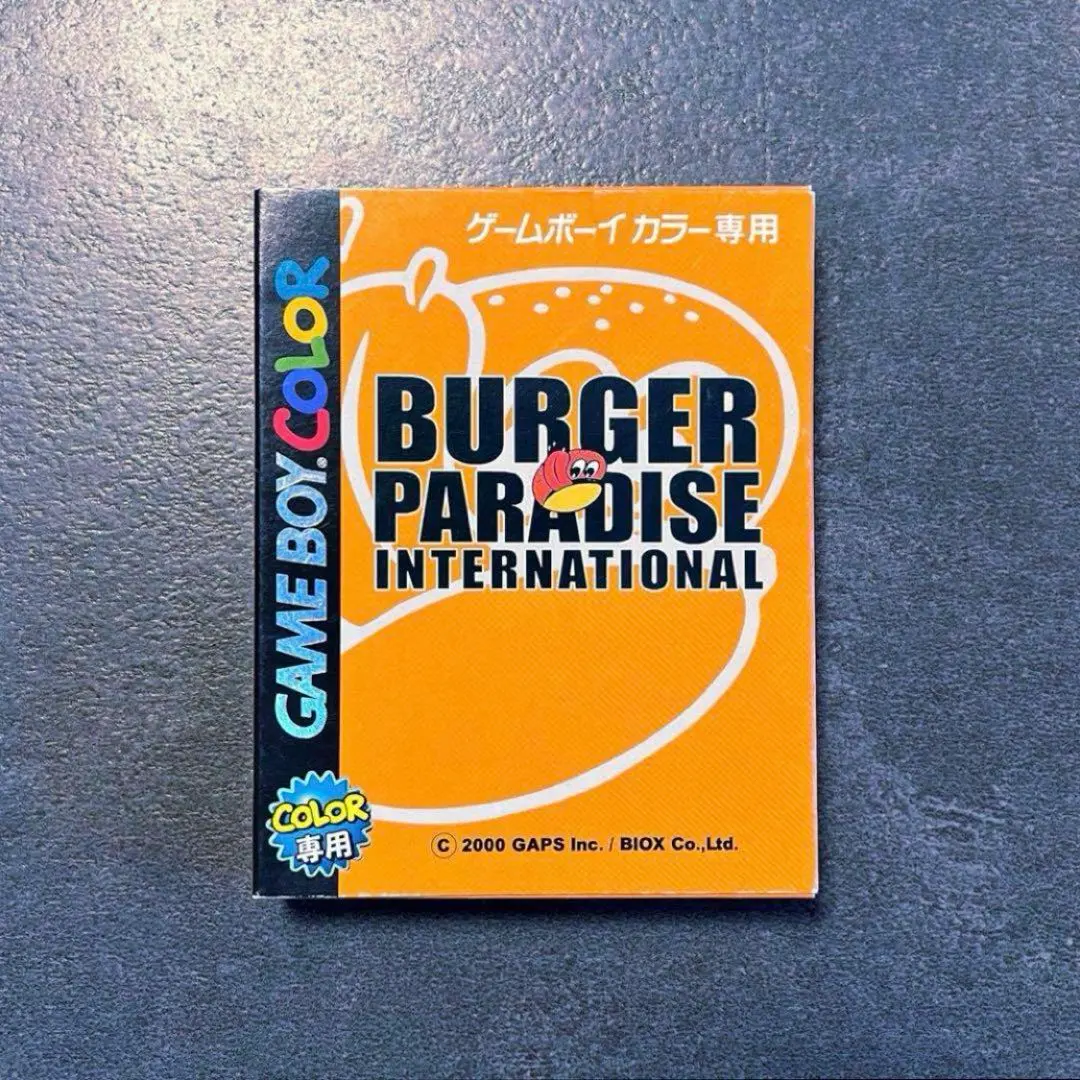 ゲームボーイ カラー専用
GAME BOY. COLOR
BURGER
PARADISE
INTERNATIONAL
COLOR
専用
© 2000 GAPS Inc. / BIOX Co.,Ltd.